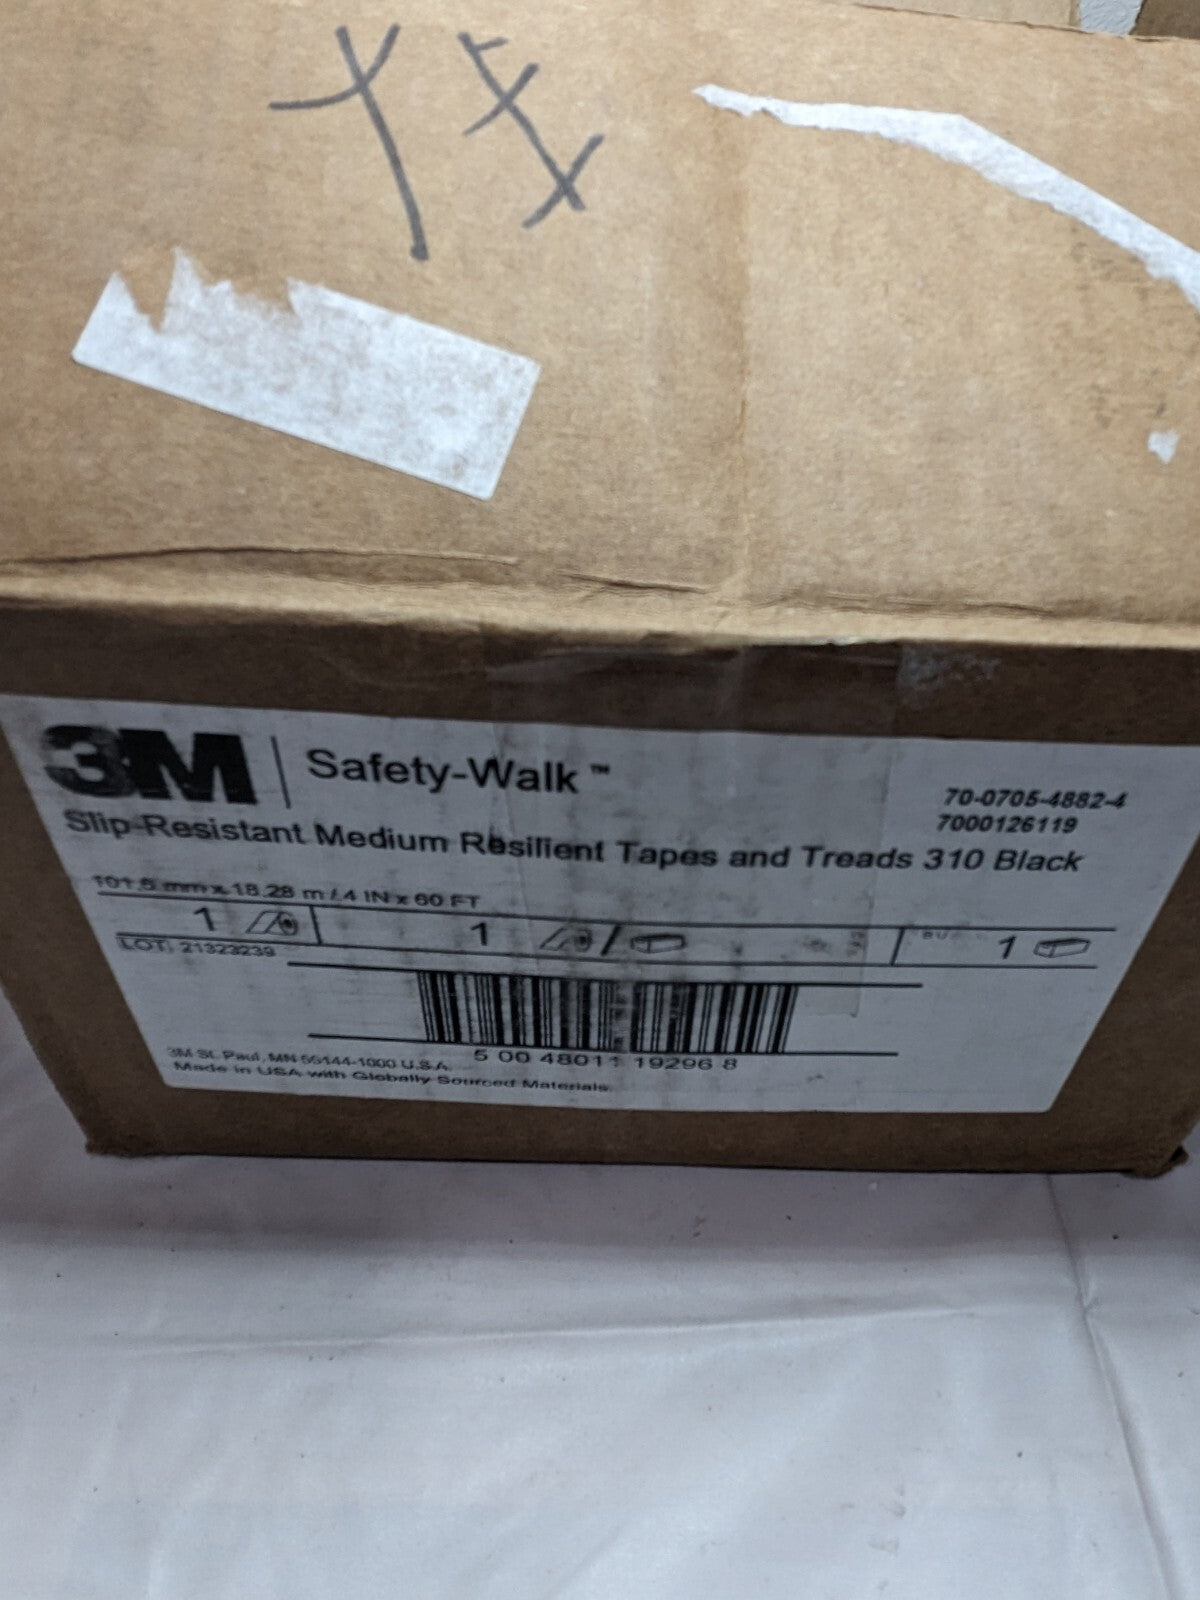 3M Safety-Walk™
70-0705-4882-4
7000126119
Slip-Resistant Medium Resilient Tapes and Treads 310 Black
101.6 mm x 18.28 m / 4 IN x 60 FT
1 1 / 1
LOT: 21323239
5 00 48011 19296 8
3M St. Paul, MN 55144-1000 U.S.A.
Made in USA with Globally Sourced Materials.